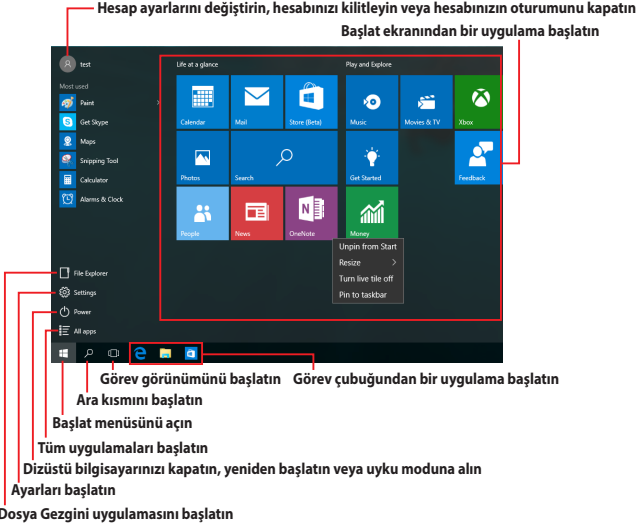 Hesap ayarlarını değiştirin, hesabınızı kilitleyin veya hesabınızın oturumunu kapatın
Başlat ekranından bir uygulama başlatın
test
Life at a glance
Play and Explore
Most used
Paint
Get Skype
Maps
Snipping Tool
Calculator
Alarms & Clock
Calendar
Mail
Store (Beta)
Music
Movies & TV
Xbox
Photos
Search
Get Started
Feedback
People
News
OneNote
Money
Unpin from Start
Resize
Turn live tile off
Pin to taskbar
File Explorer
Settings
Power
All apps
Görev görünümünü başlatın
Görev çubuğundan bir uygulama başlatın
Ara kısmını başlatın
Başlat menüsünü açın
Tüm uygulamaları başlatın
Dizüstü bilgisayarınızı kapatın, yeniden başlatın veya uyku moduna alın
Ayarları başlatın
Dosya Gezgini uygulamasını başlatın